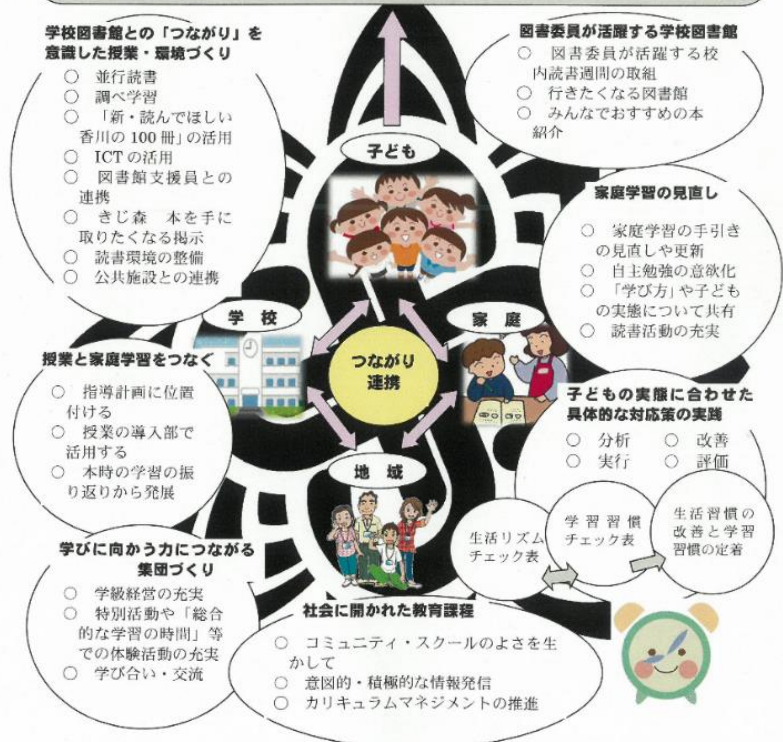 学校図書館との「つながり」を
意識した授業・環境づくり
○ 並行読書
○ 調べ学習
○ 「新・読んでほしい
香川の100冊」の活用
○ ICTの活用
○ 図書館支援員との
連携
○ きじ森 本を手に
取りたくなる掲示
○ 読書環境の整備
○ 公共施設との連携
図書委員が活躍する学校図書館
○ 図書委員が活躍する校
内読書週間の取組
○ 行きたくなる図書館
○ みんなでおすすめの本
紹介
子ども
家庭学習の見直し
○ 家庭学習の手引き
の見直しや更新
○ 自主勉強の意欲化
○ 「学び方」や子ども
の実態について共有
○ 読書活動の充実
学 校
家 庭
つながり
連携
授業と家庭学習をつなぐ
○ 指導計画に位置
付ける
○ 授業の導入部で
活用する
○ 本時の学習の振
り返りから発展
子どもの実態に合わせた
具体的な対応策の実践
○ 分析 ○ 改善
○ 実行 ○ 評価
地 域
生活リズム
チェック表
学習習慣
チェック表
生活習慣の
改善と学習
習慣の定着
学びに向かう力につながる
集団づくり
○ 学級経営の充実
○ 特別活動や「総合
的な学習の時間」等
での体験活動の充実
○ 学び合い・交流
社会に開かれた教育課程
○ コミュニティ・スクールのよさを生
かして
○ 意図的・積極的な情報発信
○ カリキュラムマネジメントの推進